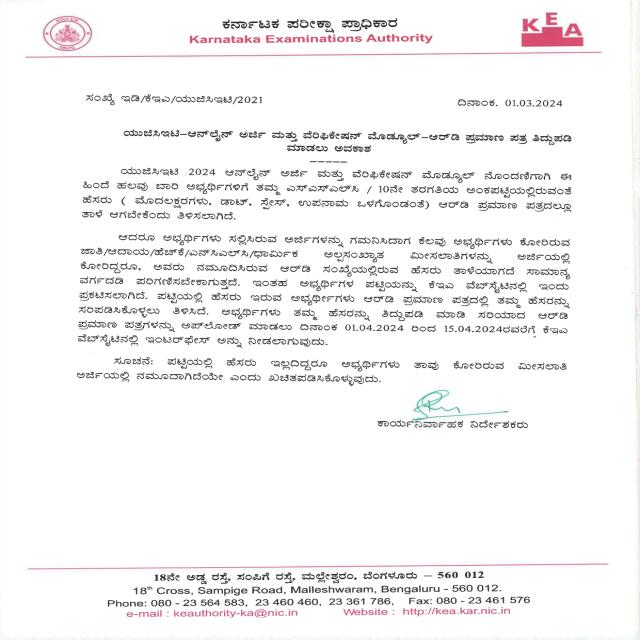 ಕರ್ನಾಟಕ ಪರೀಕ್ಷಾ ಪ್ರಾಧಿಕಾರ
Karnataka Examinations Authority
KEA
ಸಂಖ್ಯೆ ಇಡಿ/ಕೆಇಎ/ಯುಜಿಸಿಇಟಿ/2021
ದಿನಾಂಕ. 01.03.2024
ಯುಜಿಸಿಇಟಿ-ಆನ್‌ಲೈನ್ ಅರ್ಜಿ ಮತ್ತು ವೆರಿಫಿಕೇಷನ್ ಮೊಡ್ಯೂಲ್-ಆರ್‌ಡಿ ಪ್ರಮಾಣ ಪತ್ರ ತಿದ್ದುಪಡಿ
ಮಾಡಲು ಅವಕಾಶ
-----
ಯುಜಿಸಿಇಟಿ 2024 ಆನ್‌ಲೈನ್ ಅರ್ಜಿ ಮತ್ತು ವೆರಿಫಿಕೇಷನ್ ಮೊಡ್ಯೂಲ್ ನೊಂದಣಿಗಾಗಿ ಈ
ಹಿಂದೆ ಹಲವು ಬಾರಿ ಅಭ್ಯರ್ಥಿಗಳಿಗೆ ತಮ್ಮ ಎಸ್‌ಎಸ್‌ಎಲ್‌ಸಿ / 10ನೇ ತರಗತಿಯ ಅಂಕಪಟ್ಟಿಯಲ್ಲಿರುವಂತೆ
ಹೆಸರು ( ಮೊದಲಕ್ಷರಗಳು, ಡಾಟ್, ಸ್ಪೇಸ್, ಉಪನಾಮ ಒಳಗೊಂಡಂತೆ) ಆರ್‌ಡಿ ಪ್ರಮಾಣ ಪತ್ರದಲ್ಲೂ
ತಾಳೆ ಆಗಬೇಕೆಂದು ತಿಳಿಸಲಾಗಿದೆ.
ಆದರೂ ಅಭ್ಯರ್ಥಿಗಳು ಸಲ್ಲಿಸಿರುವ ಅರ್ಜಿಗಳನ್ನು ಗಮನಿಸಿದಾಗ ಕೆಲವು ಅಭ್ಯರ್ಥಿಗಳು ಕೋರಿರುವ
ಜಾತಿ/ಆದಾಯ/ಹೆಚ್‌ಕೆ/ಎನ್‌ಸಿಎಲ್‌ಸಿ/ಧಾರ್ಮಿಕ ಅಲ್ಪಸಂಖ್ಯಾತ ಮೀಸಲಾತಿಗಳನ್ನು ಅರ್ಜಿಯಲ್ಲಿ
ಕೋರಿದ್ದರೂ, ಅವರು ನಮೂದಿಸಿರುವ ಆರ್‌ಡಿ ಸಂಖ್ಯೆಯಲ್ಲಿರುವ ಹೆಸರು ತಾಳೆಯಾಗದೆ ಸಾಮಾನ್ಯ
ವರ್ಗದಡಿ ಪರಿಗಣಿಸಬೇಕಾಗುತ್ತದೆ. ಇಂತಹ ಅಭ್ಯರ್ಥಿಗಳ ಪಟ್ಟಿಯನ್ನು ಕೆಇಎ ವೆಬ್‌ಸೈಟಿನಲ್ಲಿ ಇಂದು
ಪ್ರಕಟಿಸಲಾಗಿದೆ. ಪಟ್ಟಿಯಲ್ಲಿ ಹೆಸರು ಇರುವ ಅಭ್ಯರ್ಥಿಗಳು ಆರ್‌ಡಿ ಪ್ರಮಾಣ ಪತ್ರದಲ್ಲಿ ತಮ್ಮ ಹೆಸರನ್ನು
ಸರಿಪಡಿಸಿಕೊಳ್ಳಲು ತಿಳಿಸಿದೆ. ಅಭ್ಯರ್ಥಿಗಳು ತಮ್ಮ ಹೆಸರನ್ನು ತಿದ್ದುಪಡಿ ಮಾಡಿ ಸರಿಯಾದ ಆರ್‌ಡಿ
ಪ್ರಮಾಣ ಪತ್ರಗಳನ್ನು ಅಪ್‌ಲೋಡ್ ಮಾಡಲು ದಿನಾಂಕ 01.04.2024 ರಿಂದ 15.04.2024ರವರೆಗೆ ಕೆಇಎ
ವೆಬ್‌ಸೈಟಿನಲ್ಲಿ ಇಂಟರ್‌ಫೇಸ್ ಅನ್ನು ನೀಡಲಾಗುವುದು.
ಸೂಚನೆ: ಪಟ್ಟಿಯಲ್ಲಿ ಹೆಸರು ಇಲ್ಲದಿದ್ದರೂ ಅಭ್ಯರ್ಥಿಗಳು ತಾವು ಕೋರಿರುವ ಮೀಸಲಾತಿ
ಅರ್ಜಿಯಲ್ಲಿ ನಮೂದಾಗಿದೆಯೇ ಎಂದು ಖಚಿತಪಡಿಸಿಕೊಳ್ಳುವುದು.
ಕಾರ್ಯನಿರ್ವಾಹಕ ನಿರ್ದೇಶಕರು
18ನೇ ಅಡ್ಡ ರಸ್ತೆ, ಸಂಪಿಗೆ ರಸ್ತೆ, ಮಲ್ಲೇಶ್ವರಂ, ಬೆಂಗಳೂರು – 560 012
18th Cross, Sampige Road, Malleshwaram, Bengaluru - 560 012.
Phone: 080 - 23 564 583, 23 460 460, 23 361 786, Fax: 080 - 23 461 576
e-mail : keauthority-ka@nic.in Website : http://kea.kar.nic.in